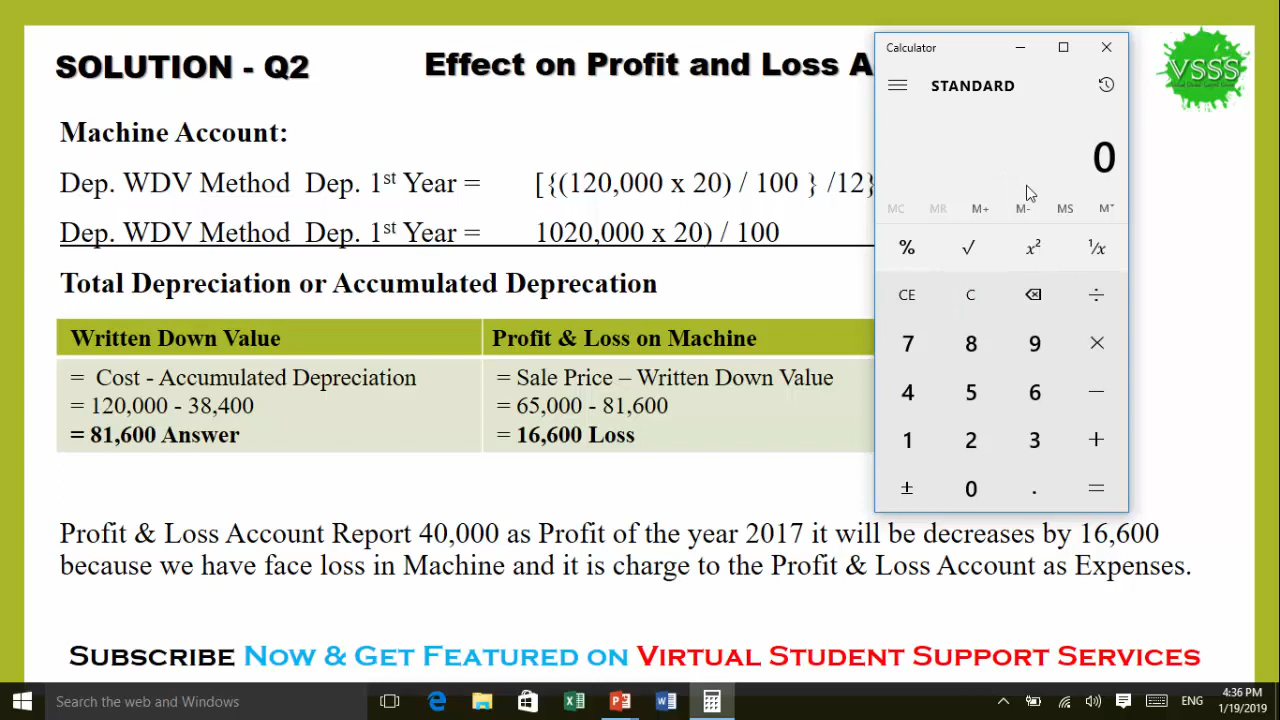 SOLUTION - Q2
Effect on Profit and Loss A
VSSS
Machine Account:
Dep. WDV Method Dep. 1st Year = [{(120,000 x 20) / 100 } /12}
Dep. WDV Method Dep. 1st Year = 1020,000 x 20) / 100
Total Depreciation or Accumulated Deprecation
Written Down Value
= Cost - Accumulated Depreciation
= 120,000 - 38,400
= 81,600 Answer
Profit & Loss on Machine
= Sale Price – Written Down Value
= 65,000 - 81,600
= 16,600 Loss
Calculator
STANDARD
0
MC MR M+ M- MS M˅
% √ x² ¹/x
CE C ÷
7 8 9 ×
4 5 6 −
1 2 3 +
± 0 . =
Profit & Loss Account Report 40,000 as Profit of the year 2017 it will be decreases by 16,600
because we have face loss in Machine and it is charge to the Profit & Loss Account as Expenses.
SUBSCRIBE NOW & GET FEATURED ON VIRTUAL STUDENT SUPPORT SERVICES
Search the web and Windows
ENG
4:36 PM
1/19/2019